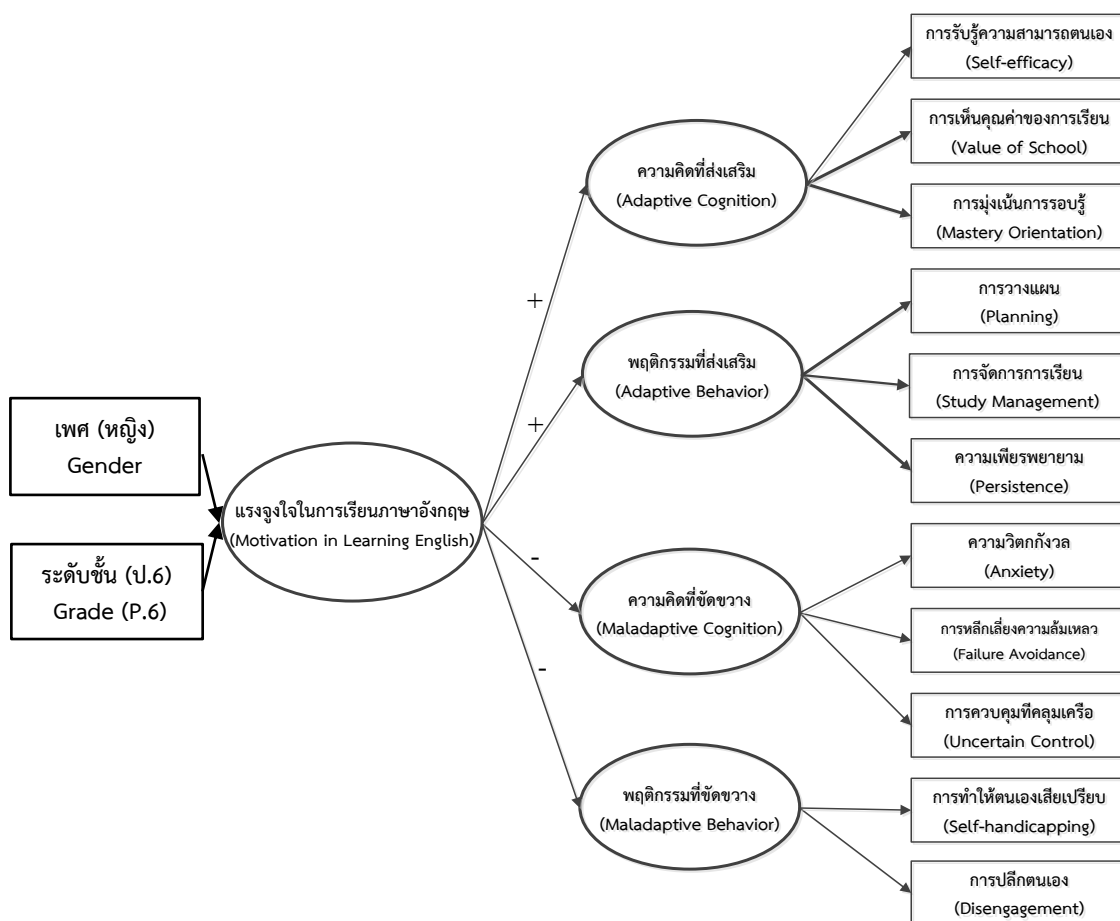 เพศ (หญิง)
Gender
ระดับชั้น (ป.6)
Grade (P.6)
แรงจูงใจในการเรียนภาษาอังกฤษ
(Motivation in Learning English)
+
+
-
-
ความคิดที่ส่งเสริม
(Adaptive Cognition)
พฤติกรรมที่ส่งเสริม
(Adaptive Behavior)
ความคิดที่ขัดขวาง
(Maladaptive Cognition)
พฤติกรรมที่ขัดขวาง
(Maladaptive Behavior)
การรับรู้ความสามารถตนเอง
(Self-efficacy)
การเห็นคุณค่าของการเรียน
(Value of School)
การมุ่งเน้นการรอบรู้
(Mastery Orientation)
การวางแผน
(Planning)
การจัดการการเรียน
(Study Management)
ความเพียรพยายาม
(Persistence)
ความวิตกกังวล
(Anxiety)
การหลีกเลี่ยงความล้มเหลว
(Failure Avoidance)
การควบคุมทีคลุมเครือ
(Uncertain Control)
การทำให้ตนเองเสียเปรียบ
(Self-handicapping)
การปลีกตนเอง
(Disengagement)